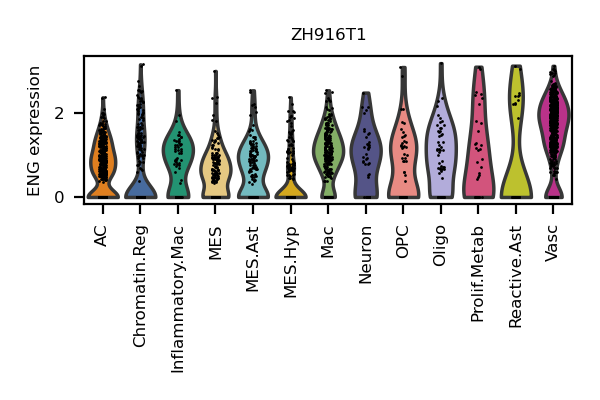 ZH916T1
ENG expression
2
0
AC
Chromatin.Reg
Inflammatory.Mac
MES
MES.Ast
MES.Hyp
Mac
Neuron
OPC
Oligo
Prolif.Metab
Reactive.Ast
Vasc